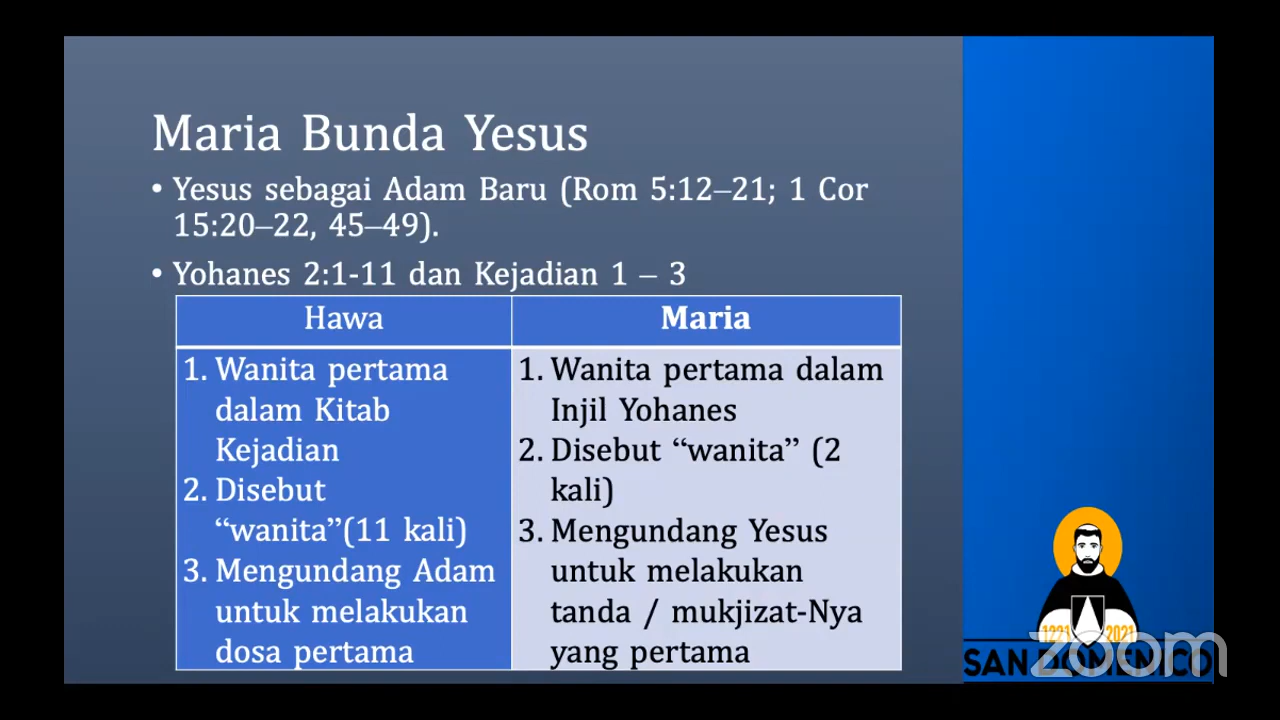 Maria Bunda Yesus
• Yesus sebagai Adam Baru (Rom 5:12–21; 1 Cor
15:20–22, 45–49).
• Yohanes 2:1-11 dan Kejadian 1 – 3
Hawa
1. Wanita pertama
dalam Kitab
Kejadian
2. Disebut
“wanita”(11 kali)
3. Mengundang Adam
untuk melakukan
dosa pertama
Maria
1. Wanita pertama dalam
Injil Yohanes
2. Disebut “wanita” (2
kali)
3. Mengundang Yesus
untuk melakukan
tanda / mukjizat-Nya
yang pertama
1221 2021
SAN DOMENICO
zoom